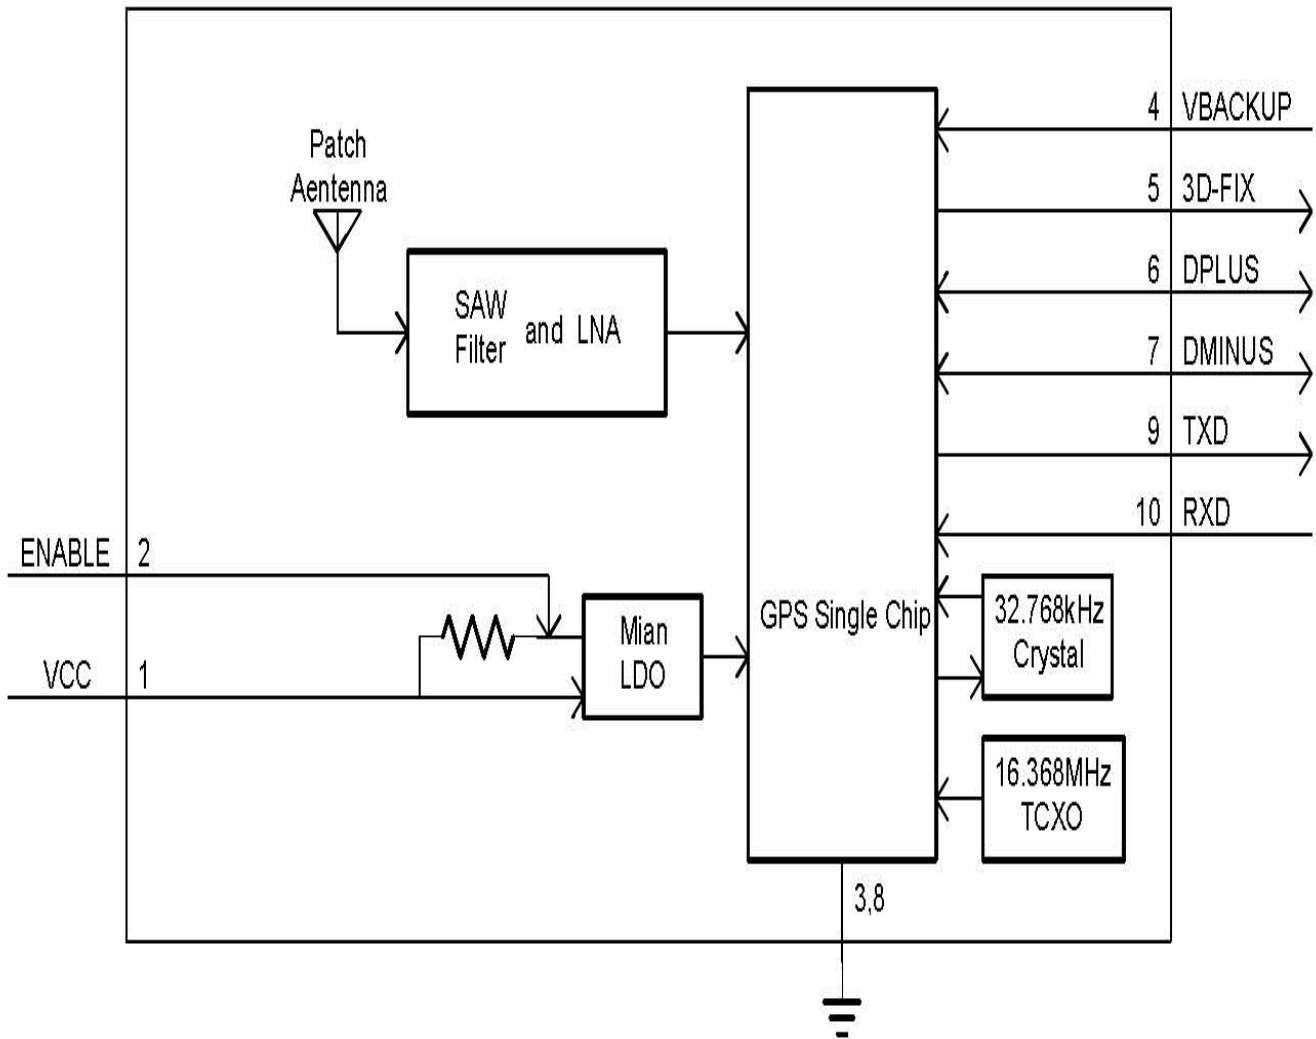 Patch
Aentenna
SAW
Filter
and LNA
4 VBACKUP
5 3D-FIX
6 DPLUS
7 DMINUS
9 TXD
10 RXD
ENABLE 2
VCC 1
Mian
LDO
GPS Single Chip
32.768kHz
Crystal
16.368MHz
TCXO
3,8